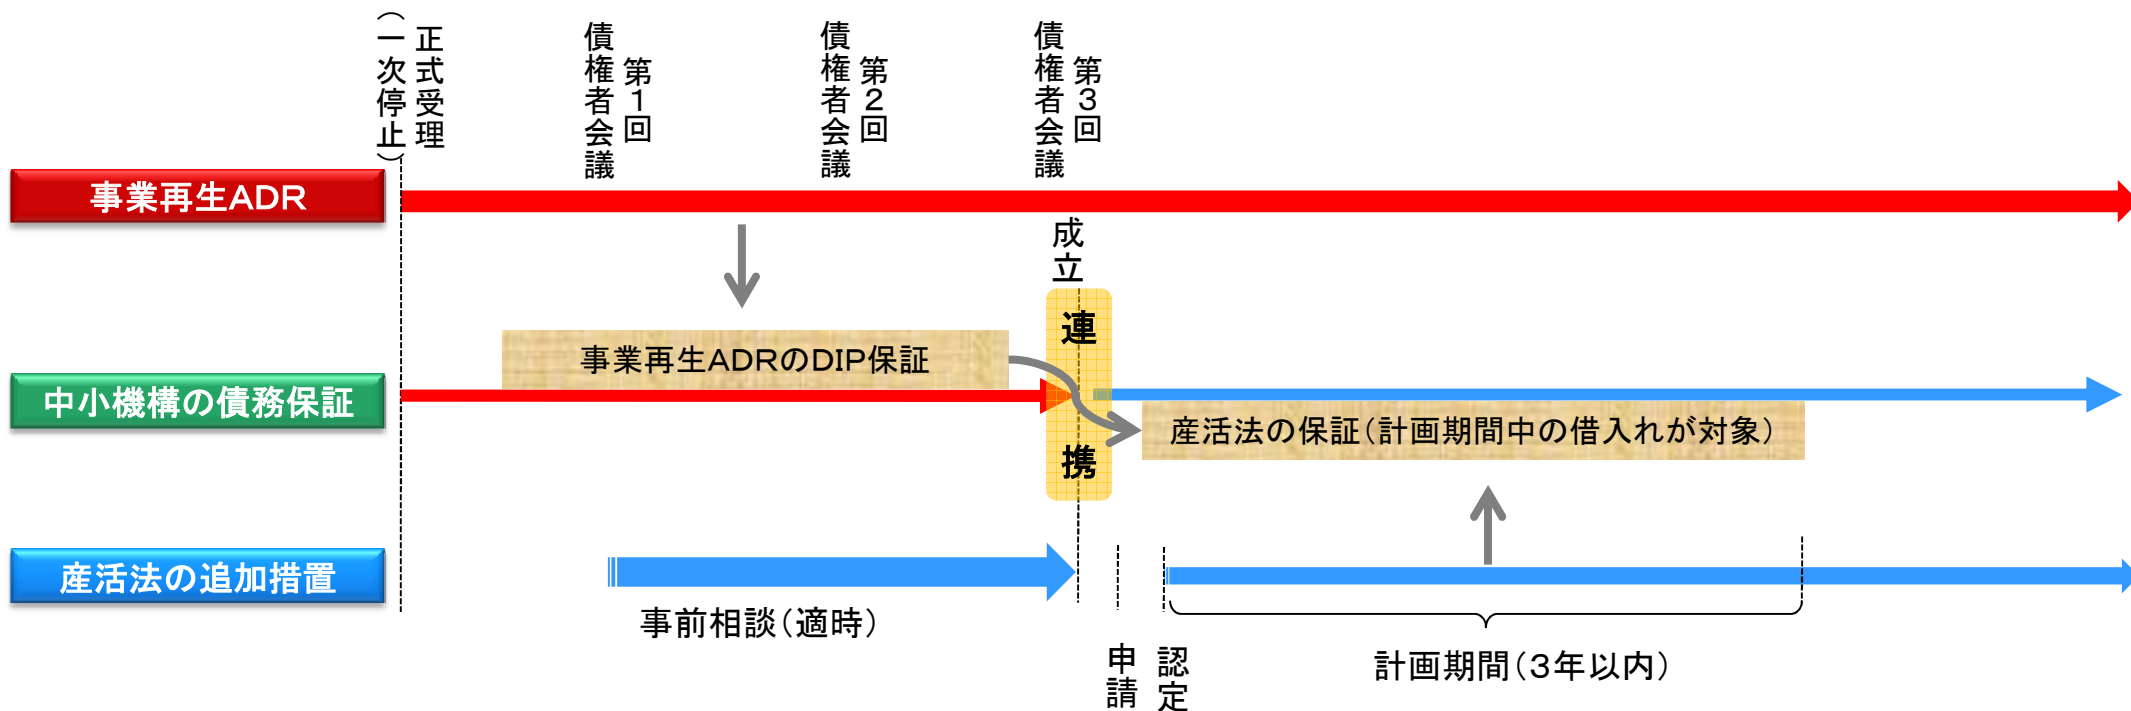 正式受理
（一次停止）
第１回
債権者会議
第２回
債権者会議
第３回
債権者会議
事業再生ADR
成立
連携
事業再生ADRのDIP保証
中小機構の債務保証
産活法の保証（計画期間中の借入れが対象）
産活法の追加措置
事前相談（適時）
申請
認定
計画期間（３年以内）